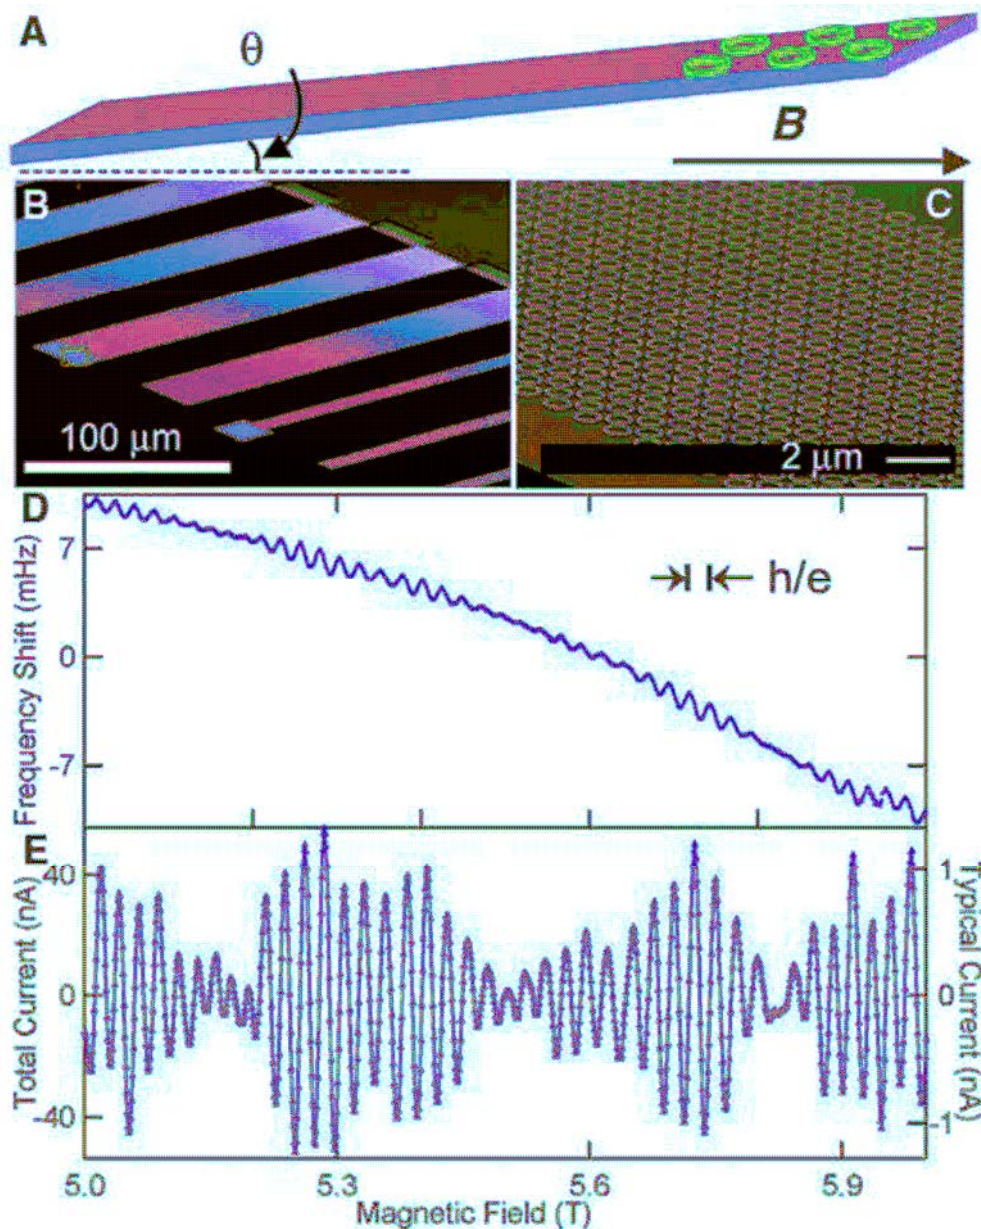 A
θ
B
B
C
100 μm
2 μm
D
Frequency Shift (mHz)
7
0
-7
h/e
E
Total Current (nA)
40
0
-40
Typical Current (nA)
1
0
-1
5.0
5.3
5.6
5.9
Magnetic Field (T)